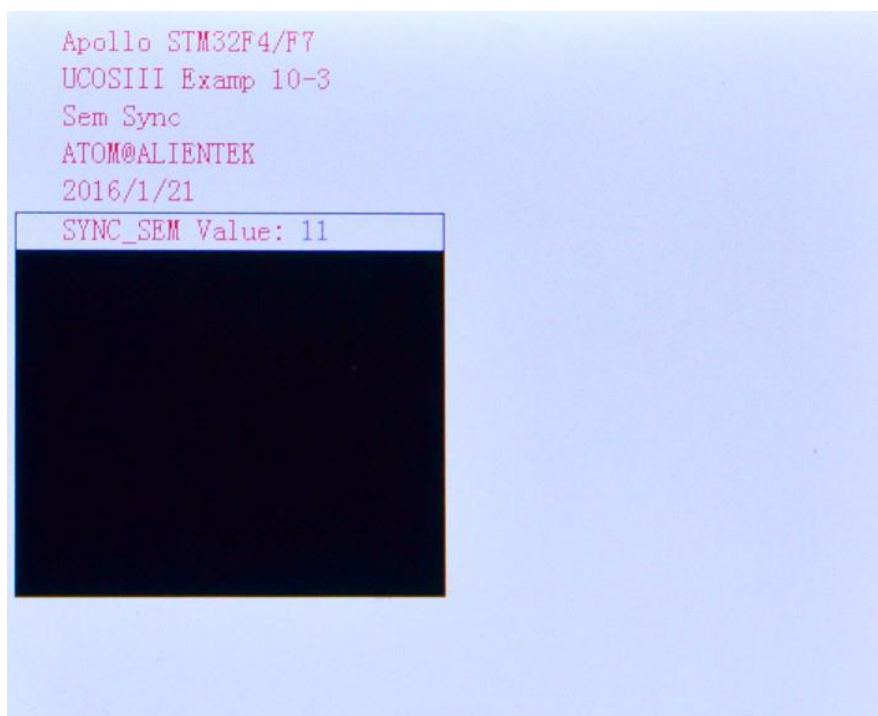 Apollo STM32F4/F7
UCOSIII Examp 10-3
Sem Sync
ATOM@ALIENTEK
2016/1/21
SYNC_SEM Value: 11